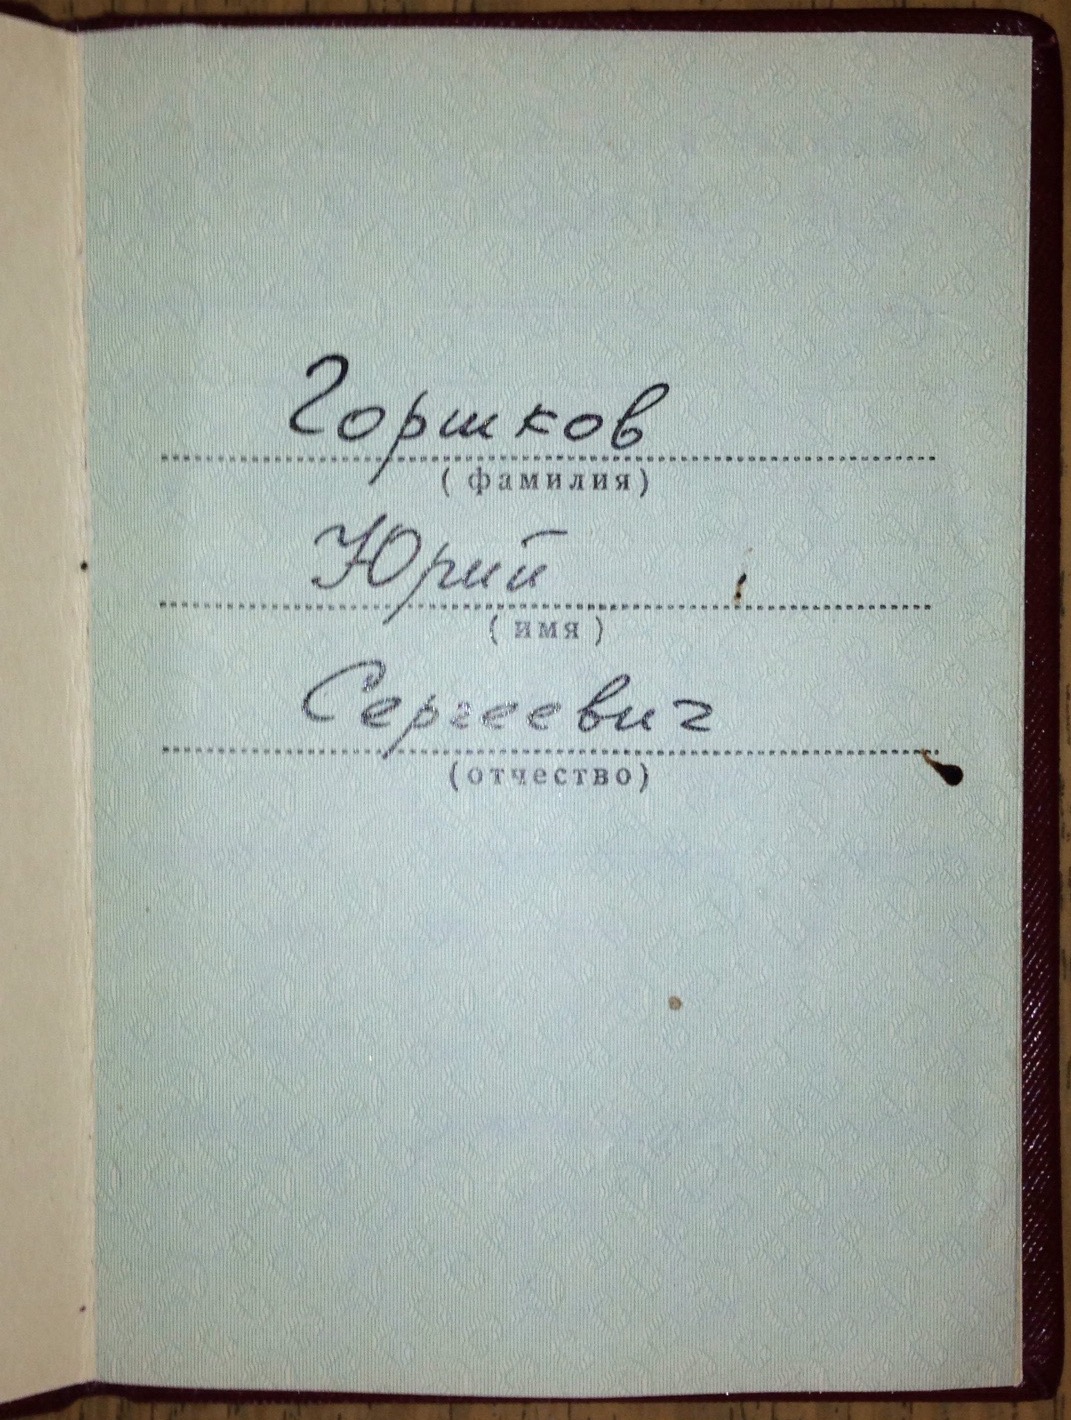 Горшков
( фамилия)
Юрий
( имя )
Сергеевич
(отчество)